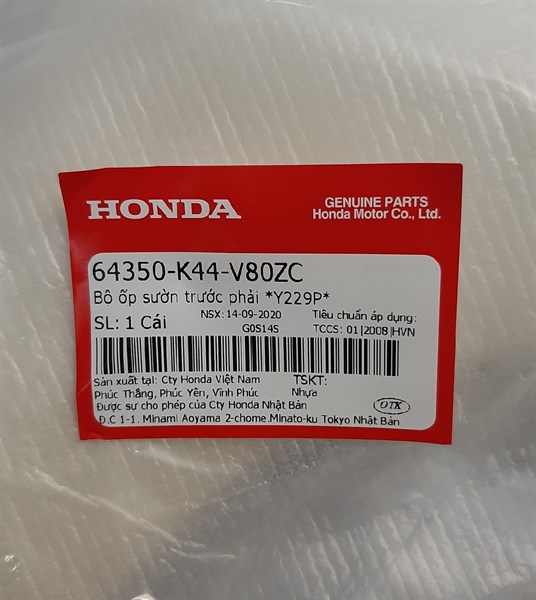 HONDA
GENUINE PARTS
Honda Motor Co., Ltd.
64350-K44-V80ZC
Bô ốp sườn trước phải *Y229P*
SL: 1 Cái
NSX: 14-09-2020
G0S14S
Tiêu chuẩn áp dụng:
TCCS: 01|2008|HVN
Sản xuất tại: Cty Honda Việt Nam
Phúc Thắng, Phúc Yên, Vĩnh Phúc
TSKT:
Nhựa
Được sự cho phép của Cty Honda Nhật Bản
OTK
Đ.C 1-1. Minami Aoyama 2-chome.Minato-ku Tokyo Nhật Bản